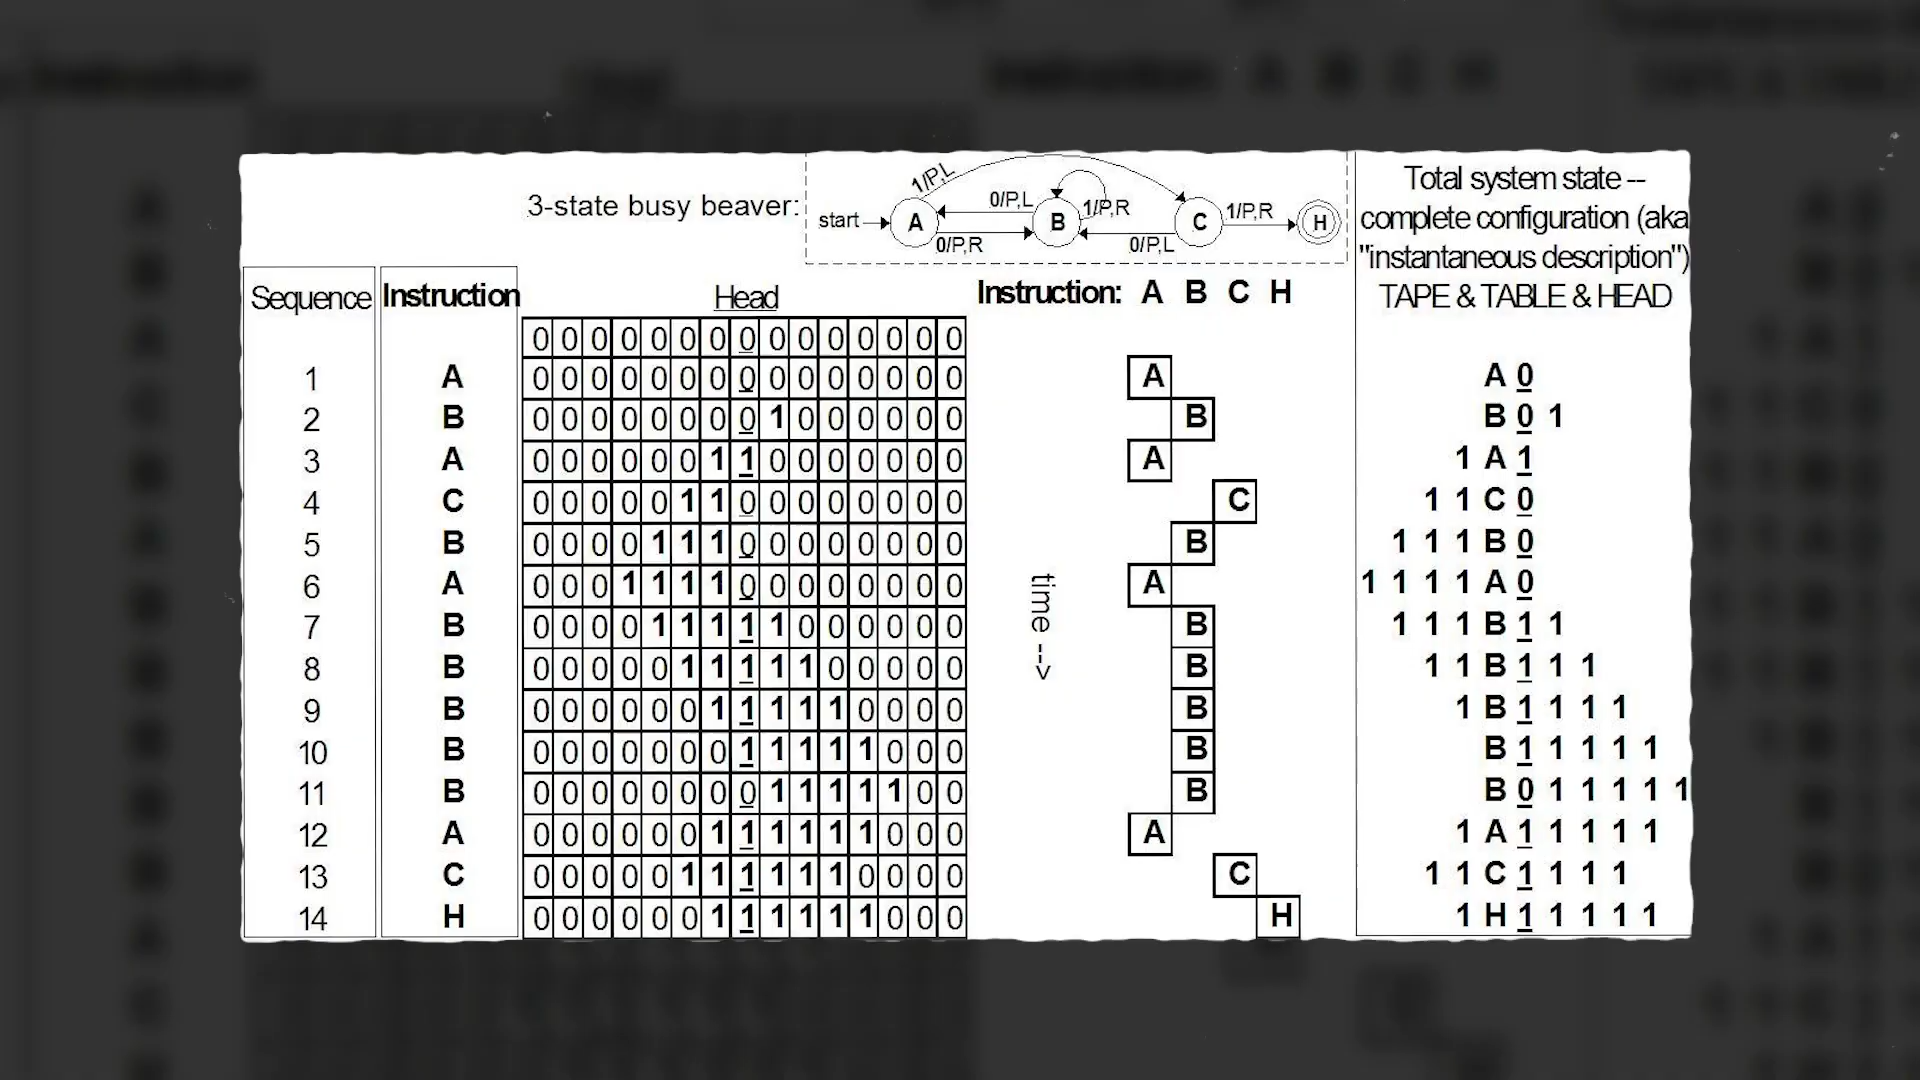 1/P,L
3-state busy beaver: start A 0/P,L B 1/P,R C 1/P,R H
0/P,R 0/P,L
Total system state --
complete configuration (aka
"instantaneous description")
Sequence Instruction Head Instruction: A B C H TAPE & TABLE & HEAD
0 0 0 0 0 0 0 0 0 0 0 0 0 0 0
1 A 0 0 0 0 0 0 0 0 0 0 0 0 0 0 0 A A 0
2 B 0 0 0 0 0 0 0 0 1 0 0 0 0 0 0 B B 0 1
3 A 0 0 0 0 0 0 1 1 0 0 0 0 0 0 0 A 1 A 1
4 C 0 0 0 0 0 1 1 0 0 0 0 0 0 0 0 C 1 1 C 0
5 B 0 0 0 0 1 1 1 0 0 0 0 0 0 0 0 B 1 1 1 B 0
6 A 0 0 0 1 1 1 1 0 0 0 0 0 0 0 0 A 1 1 1 1 A 0
7 B 0 0 0 0 1 1 1 1 1 0 0 0 0 0 0 B 1 1 1 B 1 1
8 B 0 0 0 0 0 1 1 1 1 1 0 0 0 0 0 B 1 1 B 1 1 1
9 B 0 0 0 0 0 0 1 1 1 1 1 0 0 0 0 B 1 B 1 1 1 1
10 B 0 0 0 0 0 0 0 1 1 1 1 1 0 0 0 B B 1 1 1 1 1
11 B 0 0 0 0 0 0 0 0 1 1 1 1 1 0 0 B B 0 1 1 1 1 1
12 A 0 0 0 0 0 0 1 1 1 1 1 1 0 0 0 A 1 A 1 1 1 1 1
13 C 0 0 0 0 0 1 1 1 1 1 1 0 0 0 0 C 1 1 C 1 1 1 1
14 H 0 0 0 0 0 0 1 1 1 1 1 1 0 0 0 H 1 H 1 1 1 1 1
time -->